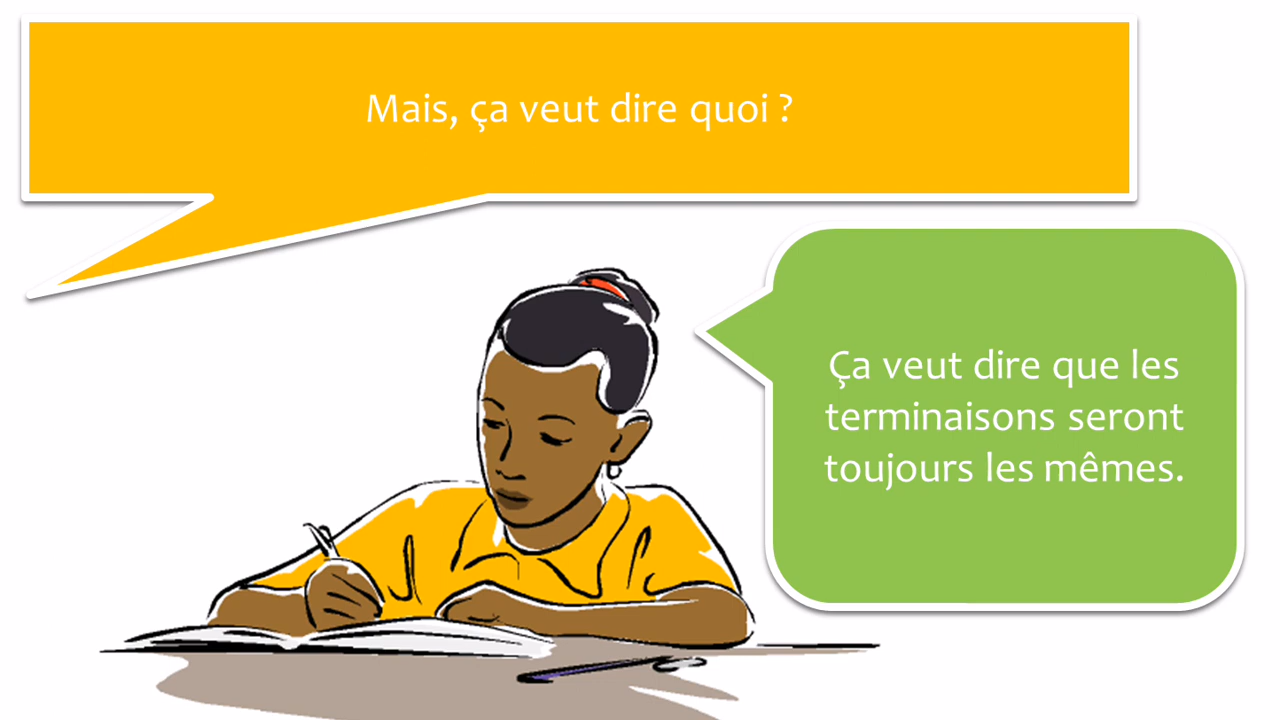 Mais, ça veut dire quoi ?
Ça veut dire que les
terminaisons seront
toujours les mêmes.